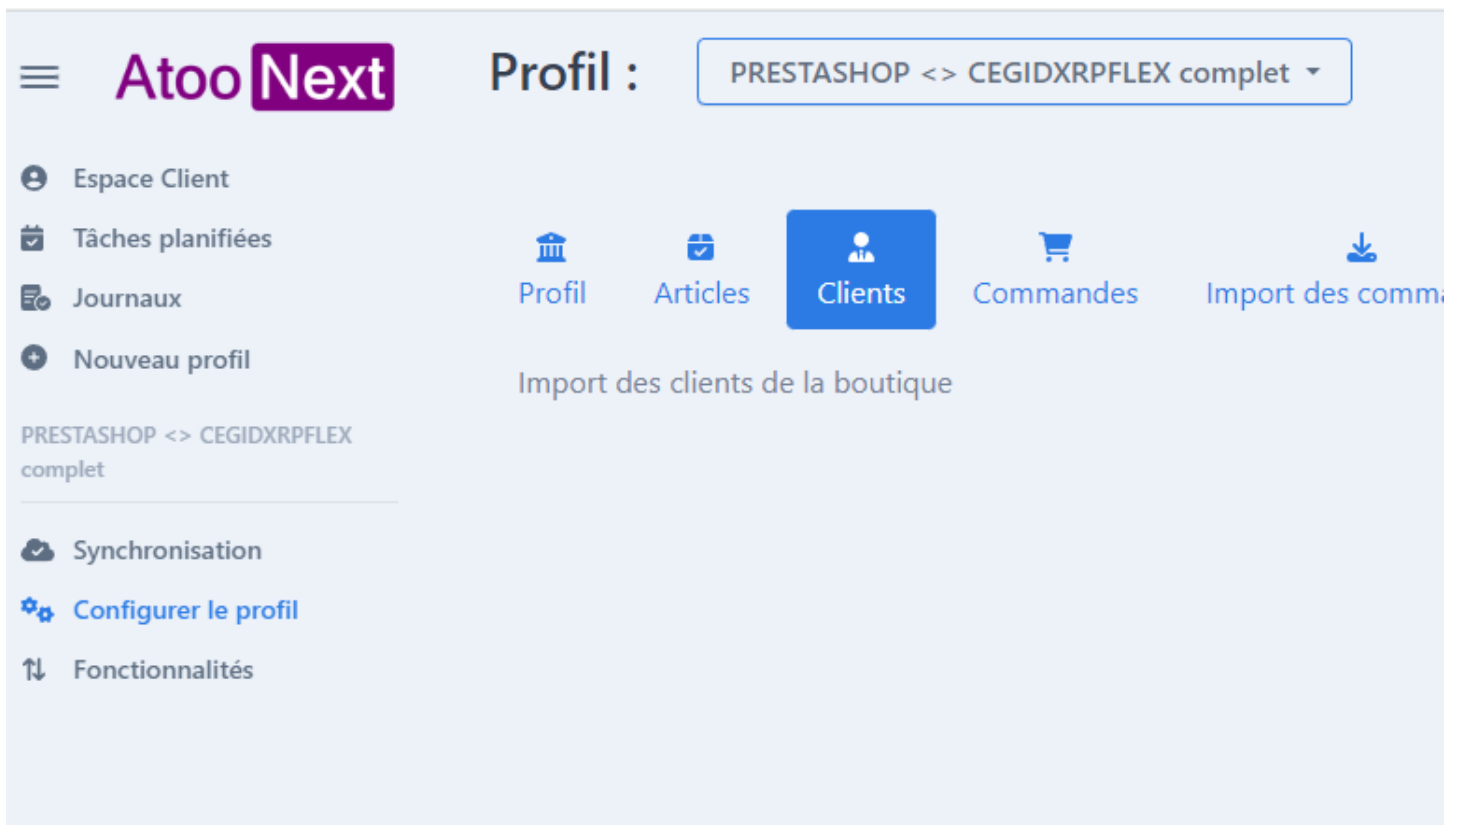 Atoo Next
Profil :
PRESTASHOP <> CEGIDXRPFLEX complet
Espace Client
Tâches planifiées
Journaux
Nouveau profil
PRESTASHOP <> CEGIDXRPFLEX
complet
Synchronisation
Configurer le profil
Fonctionnalités
Profil
Articles
Clients
Commandes
Import des comma
Import des clients de la boutique